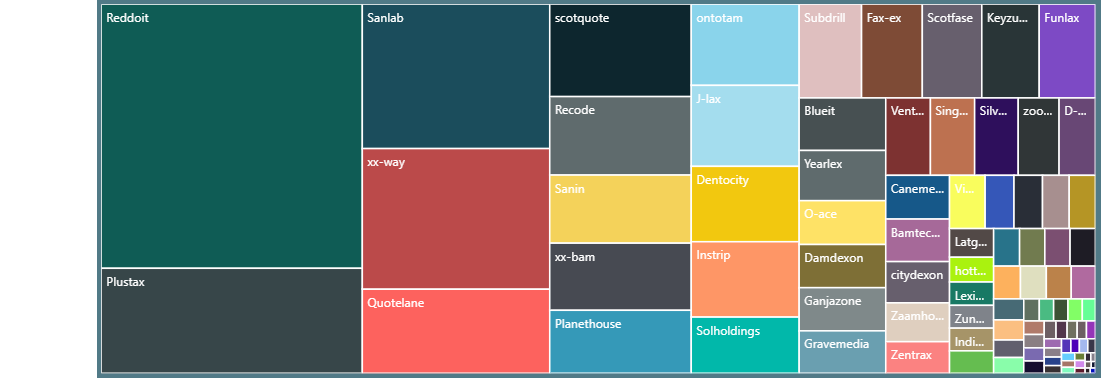 Reddoit
Plustax
Sanlab
xx-way
Quotelane
scotquote
Recode
Sanin
xx-bam
Planethouse
ontotam
J-lax
Dentocity
Instrip
Solholdings
Subdrill
Fax-ex
Scotfase
Keyzu...
Funlax
Blueit
Yearlex
O-ace
Damdexon
Ganjazone
Gravemedia
Vent...
Sing...
Silv...
zoo...
D-...
Caneme...
Bamtec...
citydexon
Zaamho...
Zentrax
Latg...
hott...
Lexi...
Zun...
Indi...